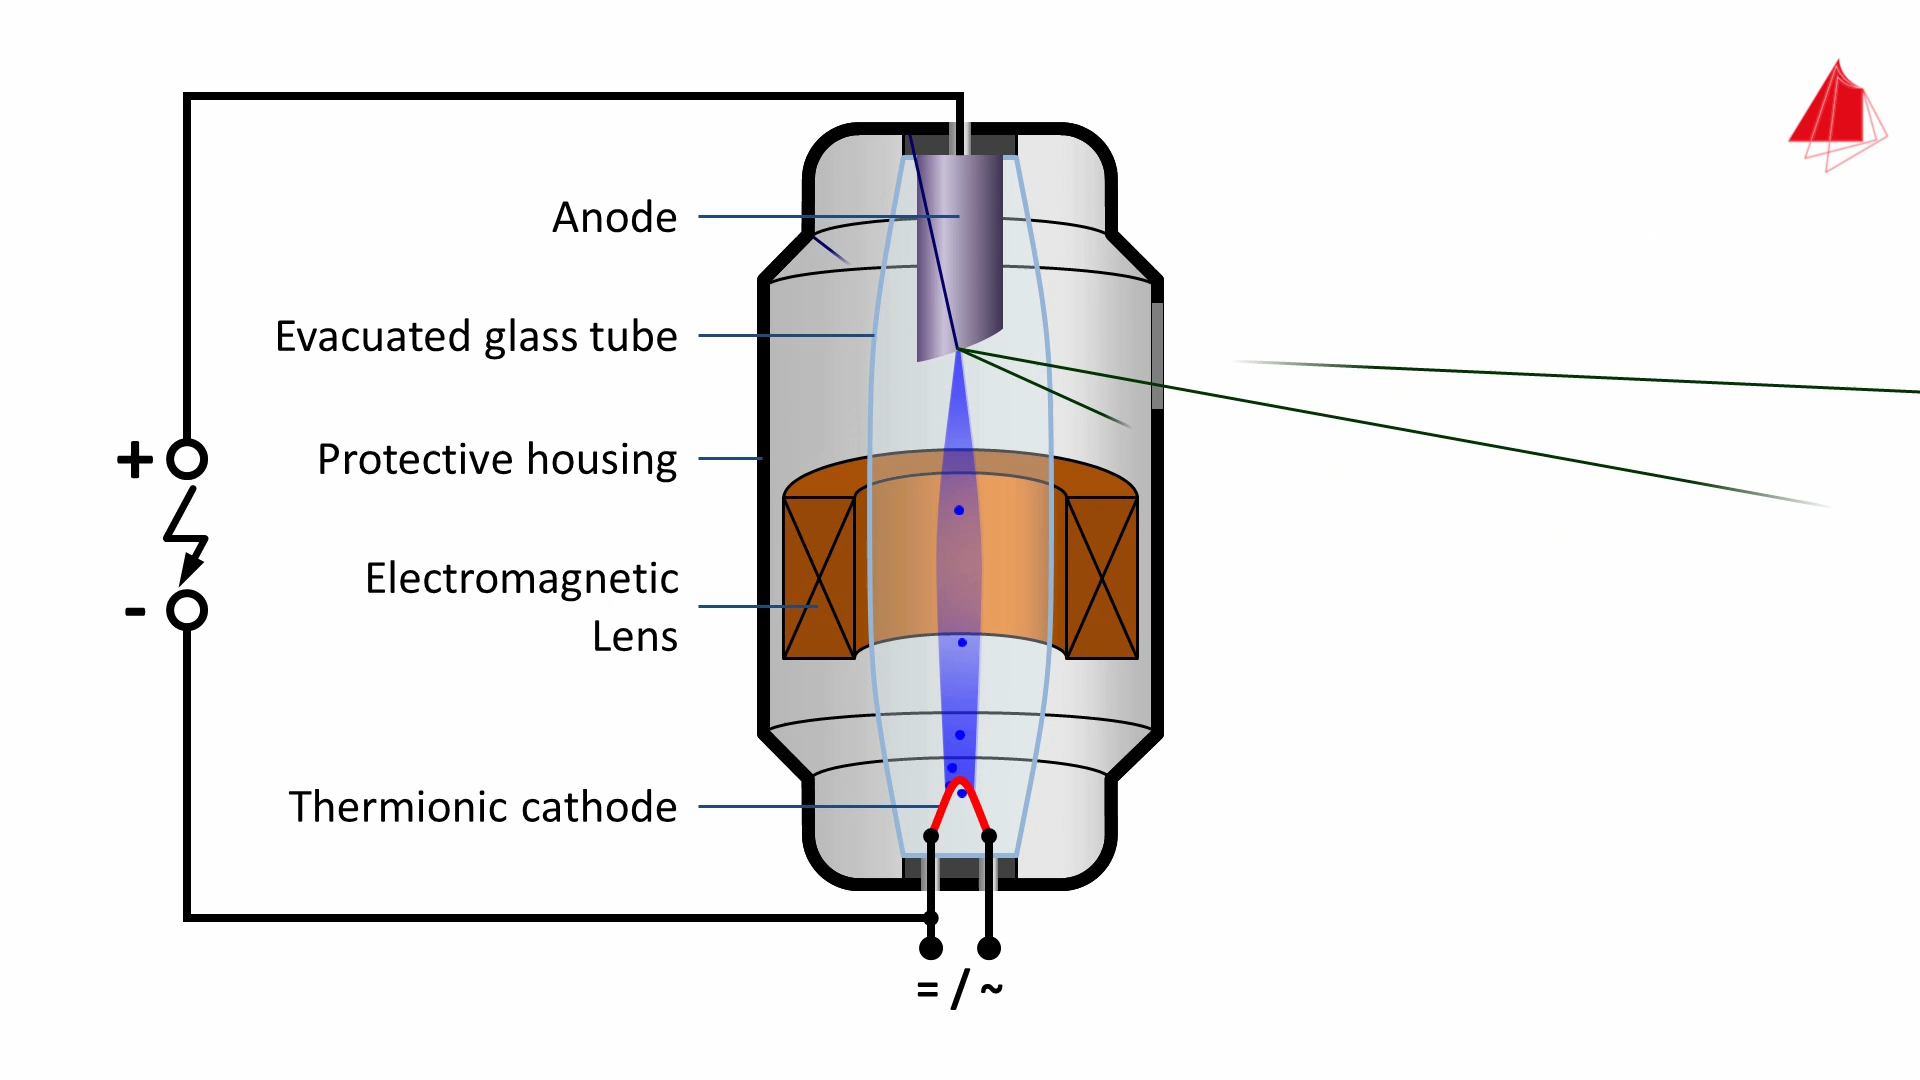 Anode
Evacuated glass tube
+
Protective housing
Electromagnetic
Lens
-
Thermionic cathode
= / ~